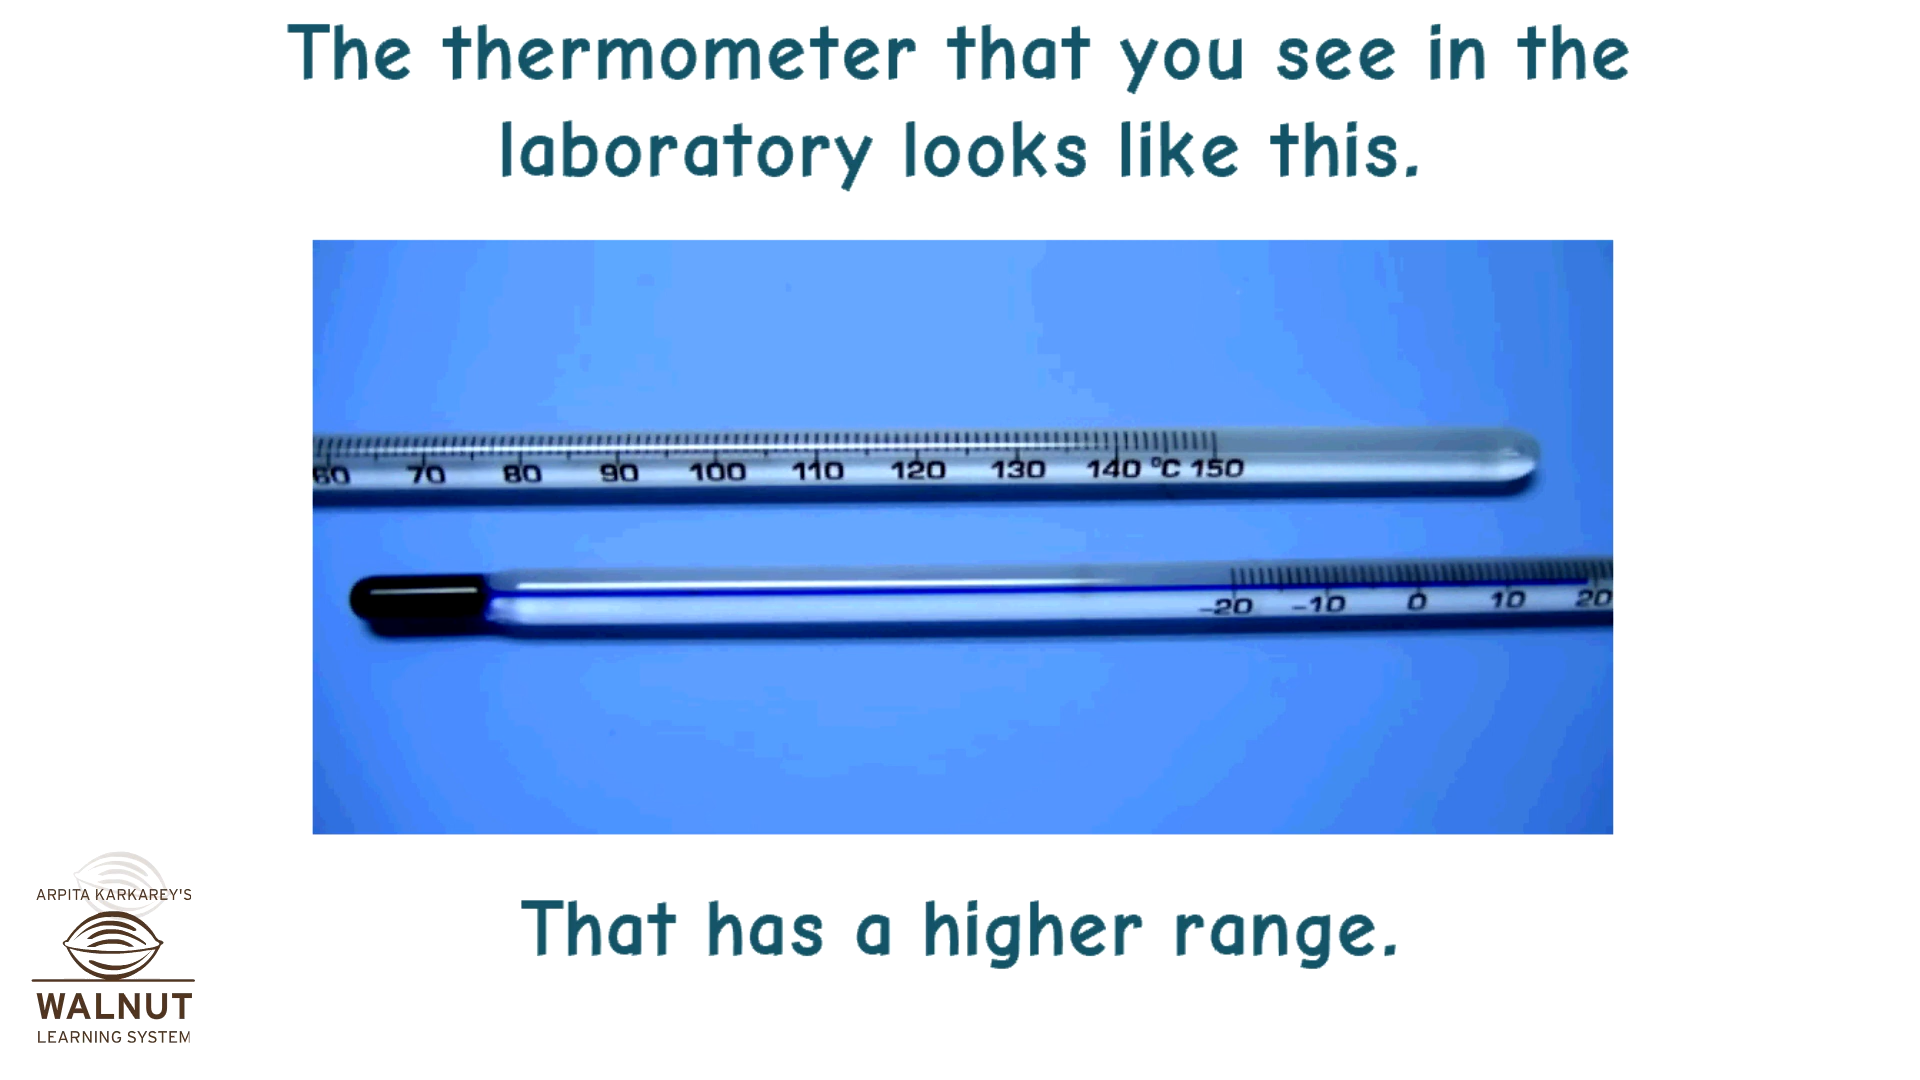 The thermometer that you see in the
laboratory looks like this.
60 70 80 90 100 110 120 130 140 °C 150
-20 -10 0 10 20
ARPITA KARKAREY'S
WALNUT
LEARNING SYSTEM
That has a higher range.